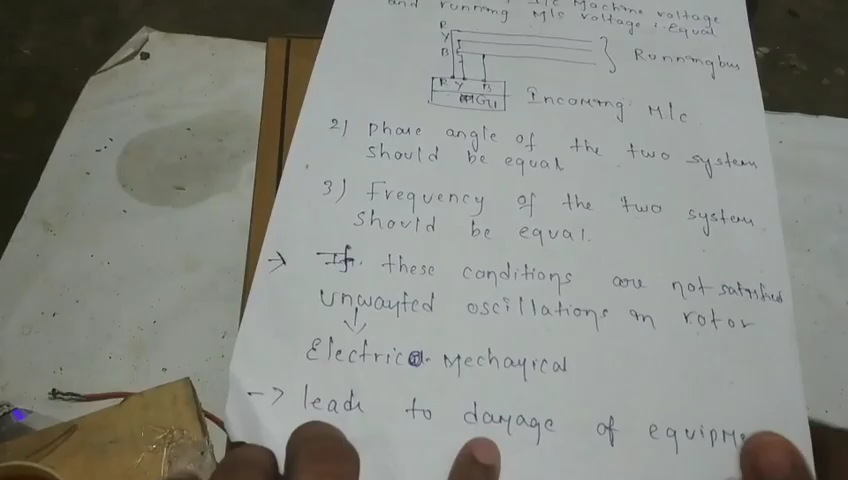 Machine voltage
and running M/c voltage equal
R
Y
B
Running bus
R Y B
G1
Incoming M/c
2) phase angle of the two system
should be equal
3) Frequency of the two system
should be equal.
→ If. these conditions are not satisfied
unwanted oscillations in rotor
Electrico. Mechanical
-> leads to damage of equipme